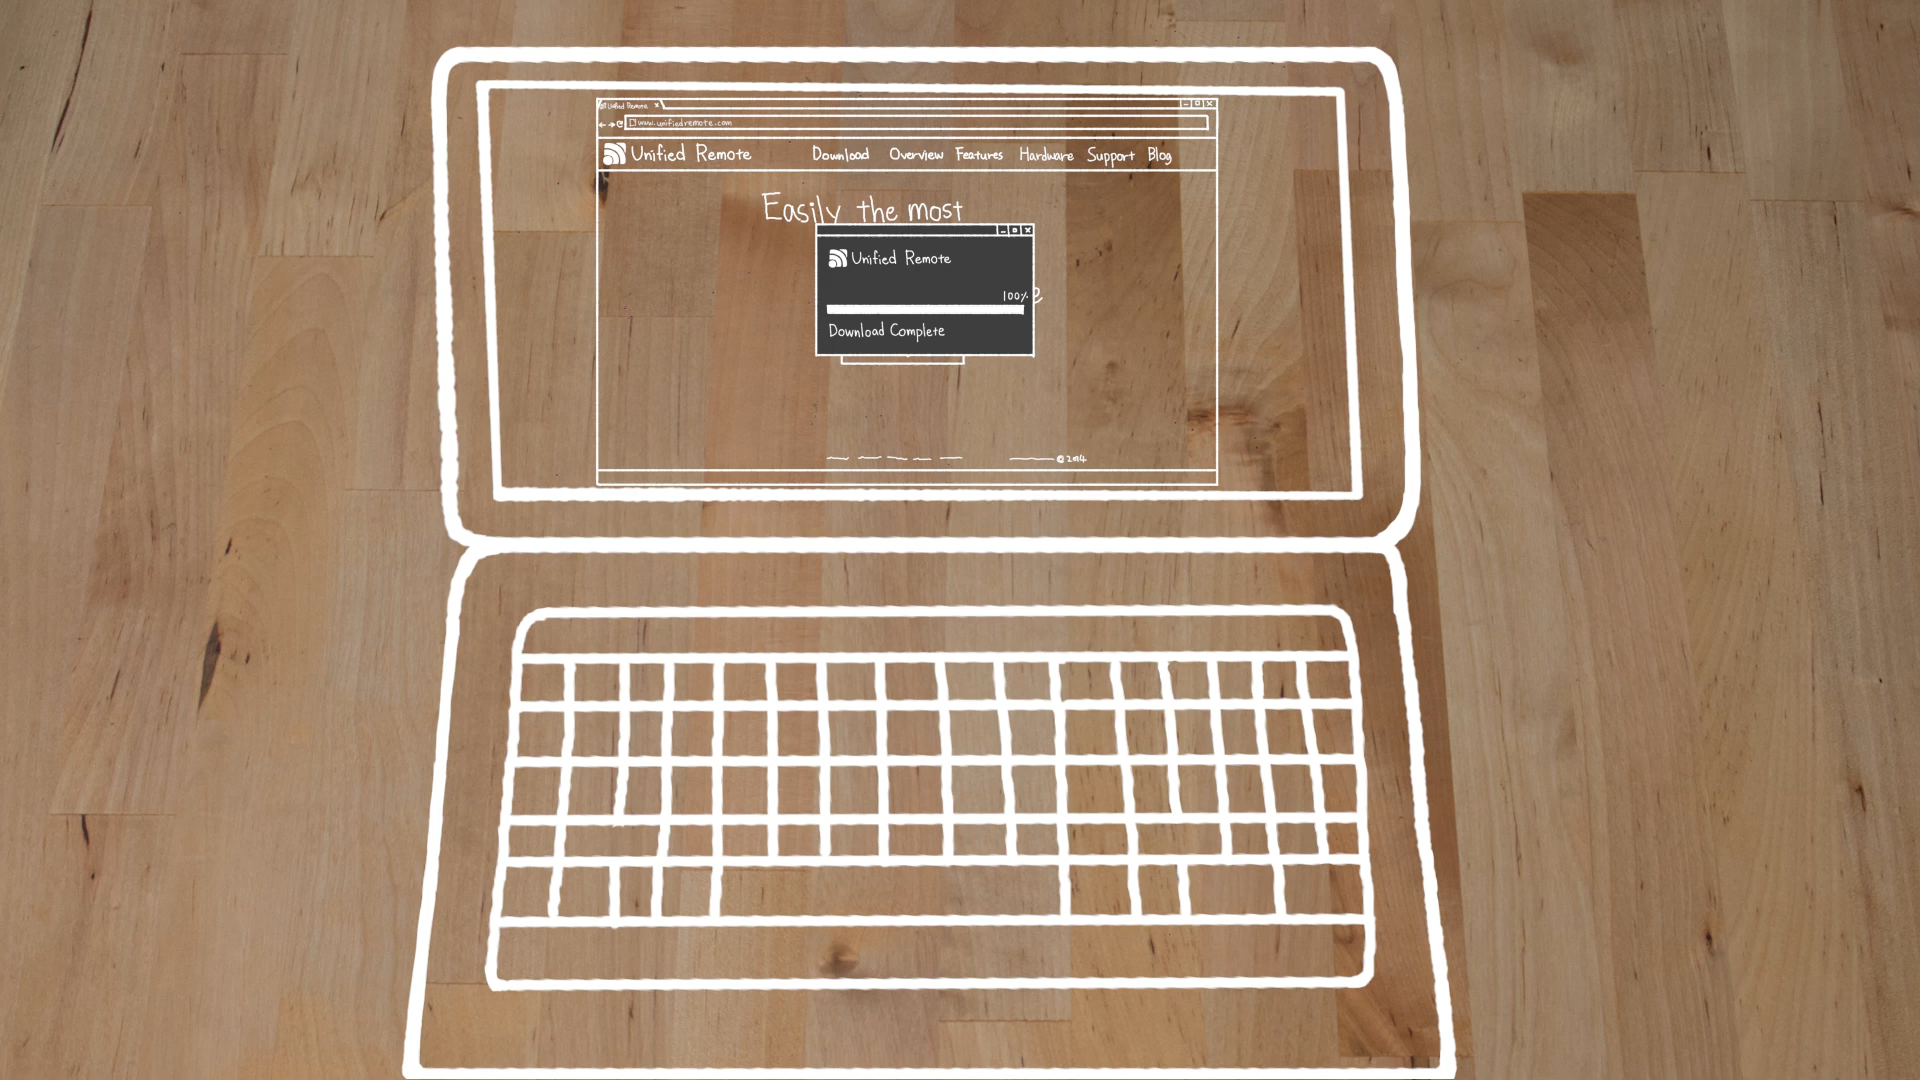 Unified Remote x
www.unifiedremote.com
Unified Remote Download Overview Features Hardware Support Blog
Easily the most
Unified Remote
100%
Download Complete
© 2014